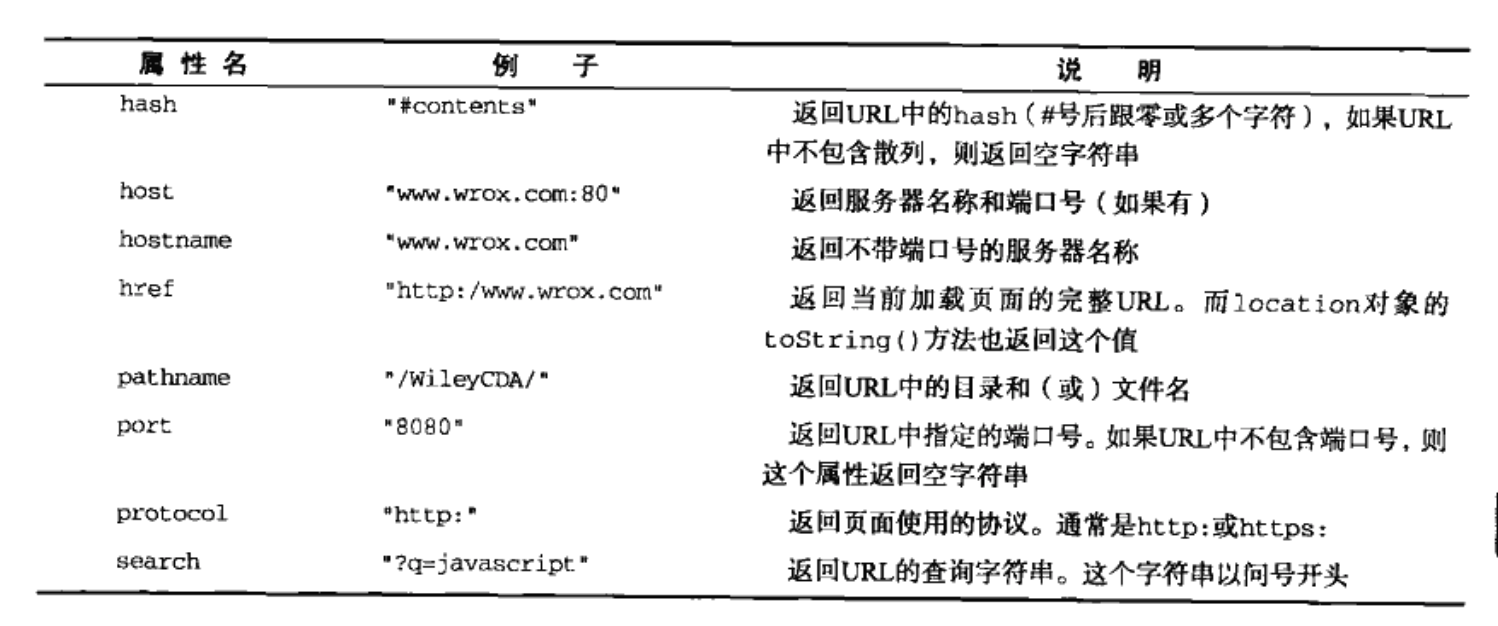 属性名 例子 说明
hash "#contents" 返回URL中的hash（#号后跟零或多个字符），如果URL
中不包含散列，则返回空字符串
host "www.wrox.com:80" 返回服务器名称和端口号（如果有）
hostname "www.wrox.com" 返回不带端口号的服务器名称
href "http:/www.wrox.com" 返回当前加载页面的完整URL。而location对象的
toString()方法也返回这个值
pathname "/WileyCDA/" 返回URL中的目录和（或）文件名
port "8080" 返回URL中指定的端口号。如果URL中不包含端口号，则
这个属性返回空字符串
protocol "http:" 返回页面使用的协议。通常是http:或https:
search "?q=javascript" 返回URL的查询字符串。这个字符串以问号开头